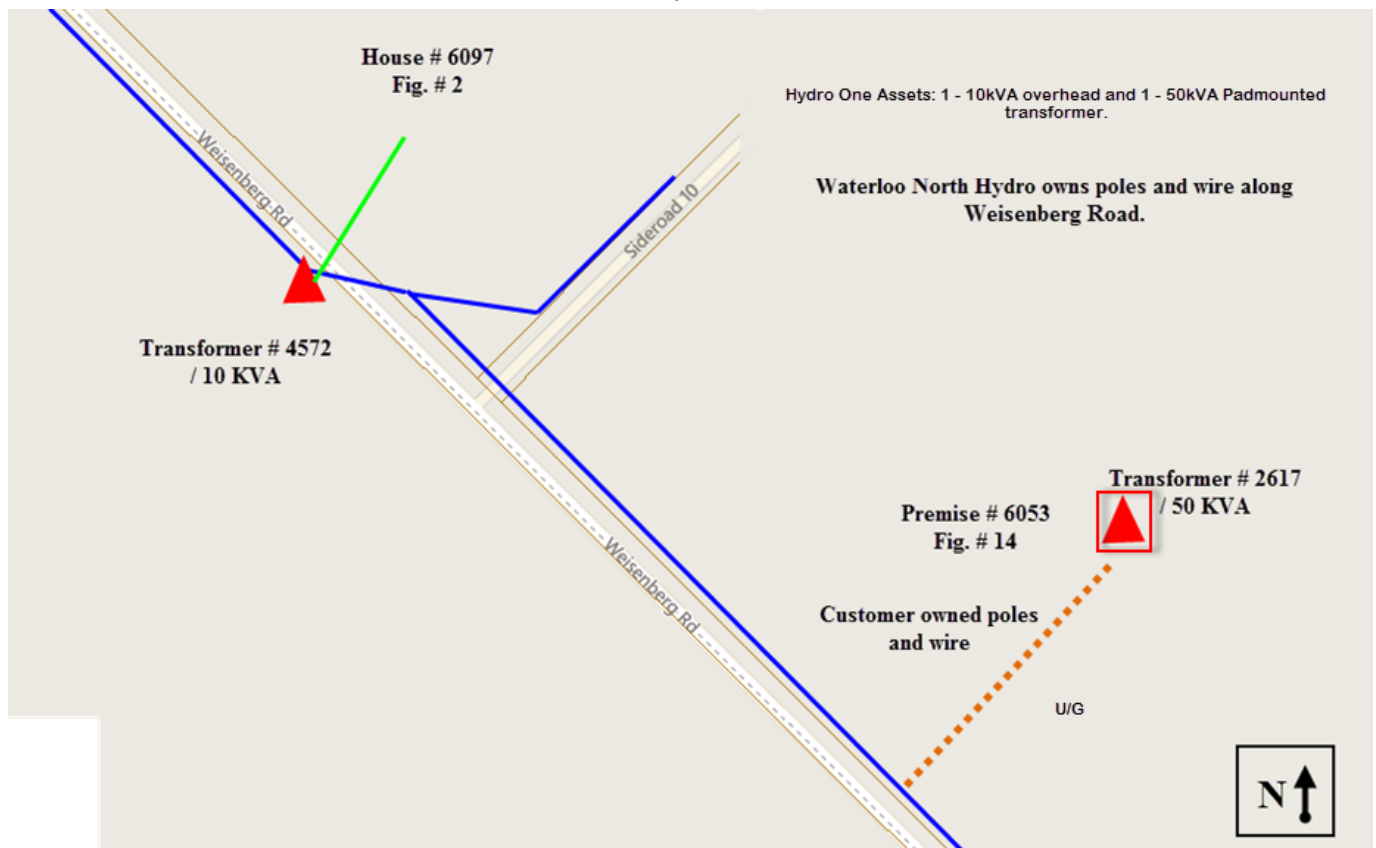 House # 6097
Fig. # 2
Hydro One Assets: 1 - 10kVA overhead and 1 - 50kVA Padmounted
transformer.
Weisenberg Rd
Sideroad 10
Waterloo North Hydro owns poles and wire along
Weisenberg Road.
Transformer # 4572
/ 10 KVA
Transformer # 2617
/ 50 KVA
Premise # 6053
Fig. # 14
Weisenberg Rd
Customer owned poles
and wire
U/G
N